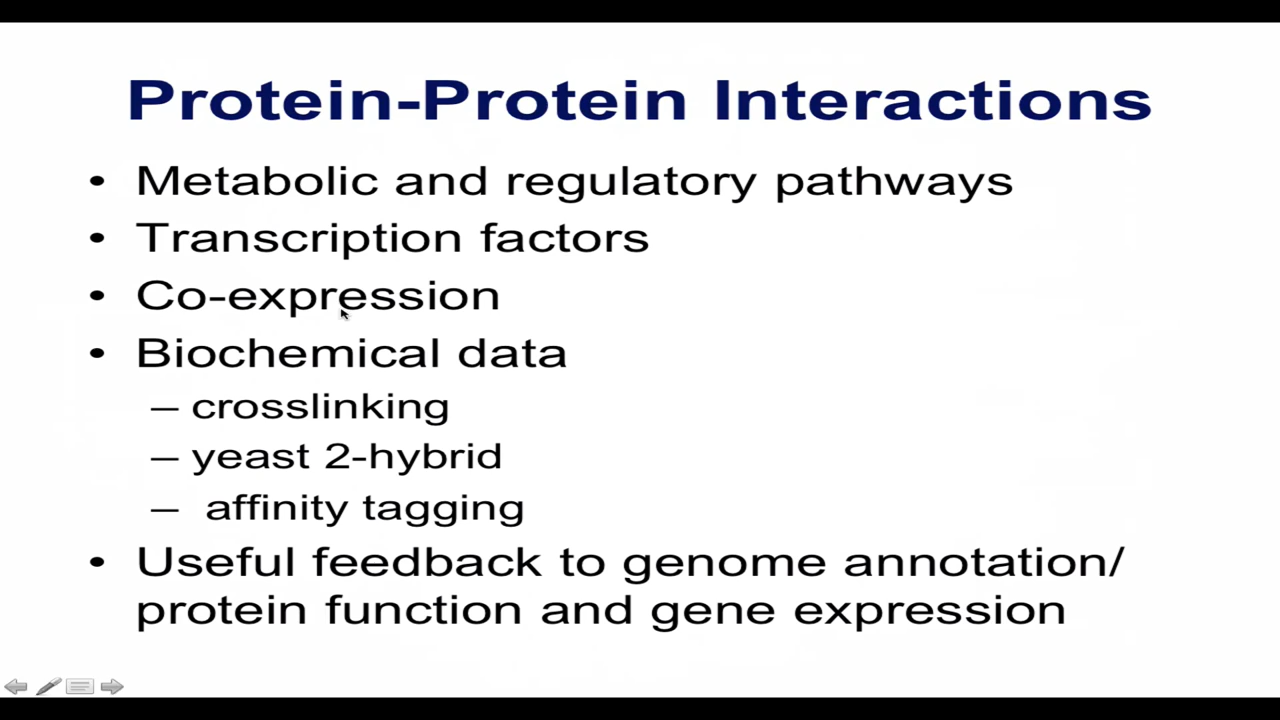 Protein-Protein Interactions
• Metabolic and regulatory pathways
• Transcription factors
• Co-expression
• Biochemical data
– crosslinking
– yeast 2-hybrid
– affinity tagging
• Useful feedback to genome annotation/
protein function and gene expression